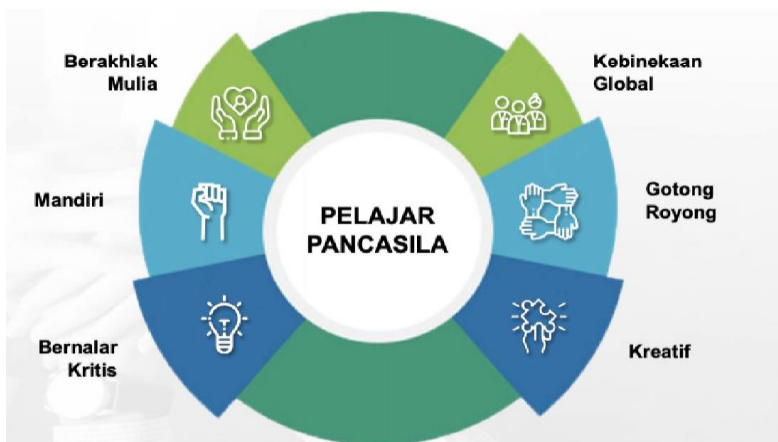 Berakhlak
Mulia
Kebinekaan
Global
Mandiri
PELAJAR
PANCASILA
Gotong
Royong
Bernalar
Kritis
Kreatif